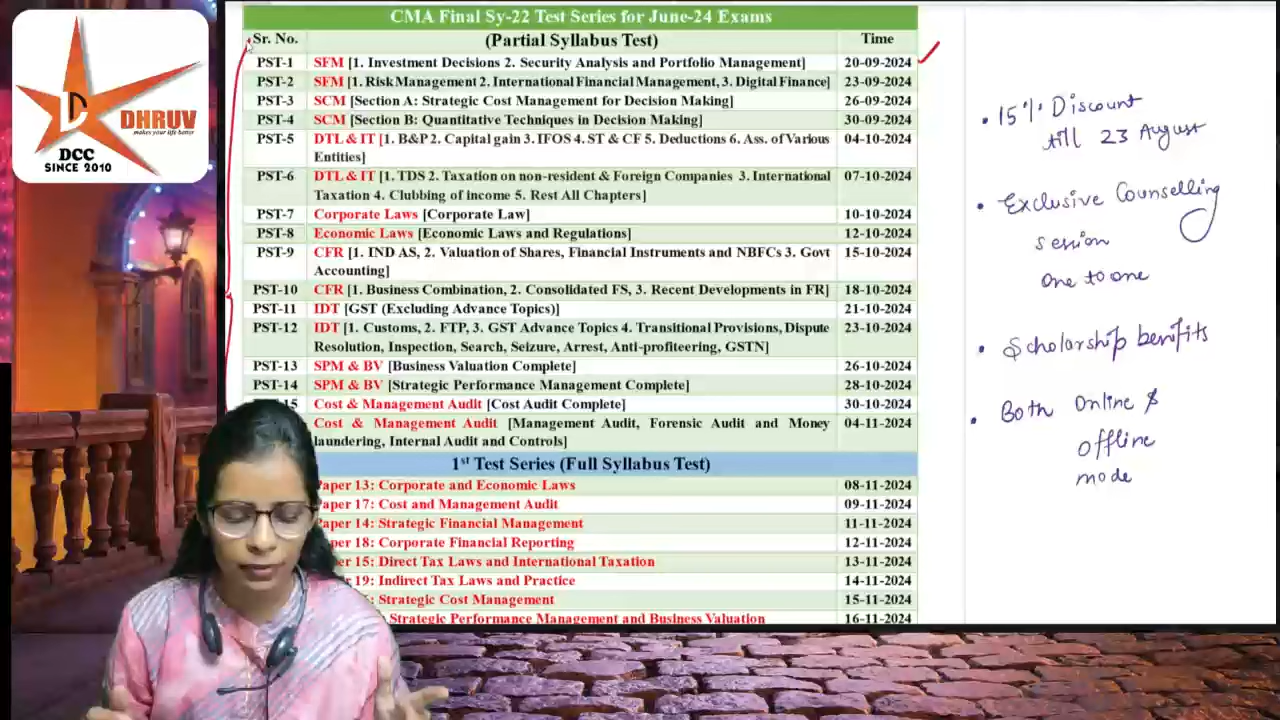 DHRUV
makes your life better
DCC
SINCE 2010
CMA Final Sy-22 Test Series for June-24 Exams
Sr. No. (Partial Syllabus Test) Time
PST-1 SFM [1. Investment Decisions 2. Security Analysis and Portfolio Management] 20-09-2024
PST-2 SFM [1. Risk Management 2. International Financial Management, 3. Digital Finance] 23-09-2024
PST-3 SCM [Section A: Strategic Cost Management for Decision Making] 26-09-2024
PST-4 SCM [Section B: Quantitative Techniques in Decision Making] 30-09-2024
PST-5 DTL & IT [1. B&P 2. Capital gain 3. IFOS 4. ST & CF 5. Deductions 6. Ass. of Various 04-10-2024
Entities]
PST-6 DTL & IT [1. TDS 2. Taxation on non-resident & Foreign Companies 3. International 07-10-2024
Taxation 4. Clubbing of income 5. Rest All Chapters]
PST-7 Corporate Laws [Corporate Law] 10-10-2024
PST-8 Economic Laws [Economic Laws and Regulations] 12-10-2024
PST-9 CFR [1. IND AS, 2. Valuation of Shares, Financial Instruments and NBFCs 3. Govt 15-10-2024
Accounting]
PST-10 CFR [1. Business Combination, 2. Consolidated FS, 3. Recent Developments in FR] 18-10-2024
PST-11 IDT [GST (Excluding Advance Topics)] 21-10-2024
PST-12 IDT [1. Customs, 2. FTP, 3. GST Advance Topics 4. Transitional Provisions, Dispute 23-10-2024
Resolution, Inspection, Search, Seizure, Arrest, Anti-profiteering, GSTN]
PST-13 SPM & BV [Business Valuation Complete] 26-10-2024
PST-14 SPM & BV [Strategic Performance Management Complete] 28-10-2024
15 Cost & Management Audit [Cost Audit Complete] 30-10-2024
Cost & Management Audit [Management Audit, Forensic Audit and Money 04-11-2024
laundering, Internal Audit and Controls]
1st Test Series (Full Syllabus Test)
Paper 13: Corporate and Economic Laws 08-11-2024
Paper 17: Cost and Management Audit 09-11-2024
Paper 14: Strategic Financial Management 11-11-2024
Paper 18: Corporate Financial Reporting 12-11-2024
er 15: Direct Tax Laws and International Taxation 13-11-2024
er 19: Indirect Tax Laws and Practice 14-11-2024
: Strategic Cost Management 15-11-2024
Strategic Performance Management and Business Valuation 16-11-2024
• 15% Discount
till 23 August
• Exclusive Counselling
session
one to one
• Scholarship benifits
• Both Online &
offline
mode